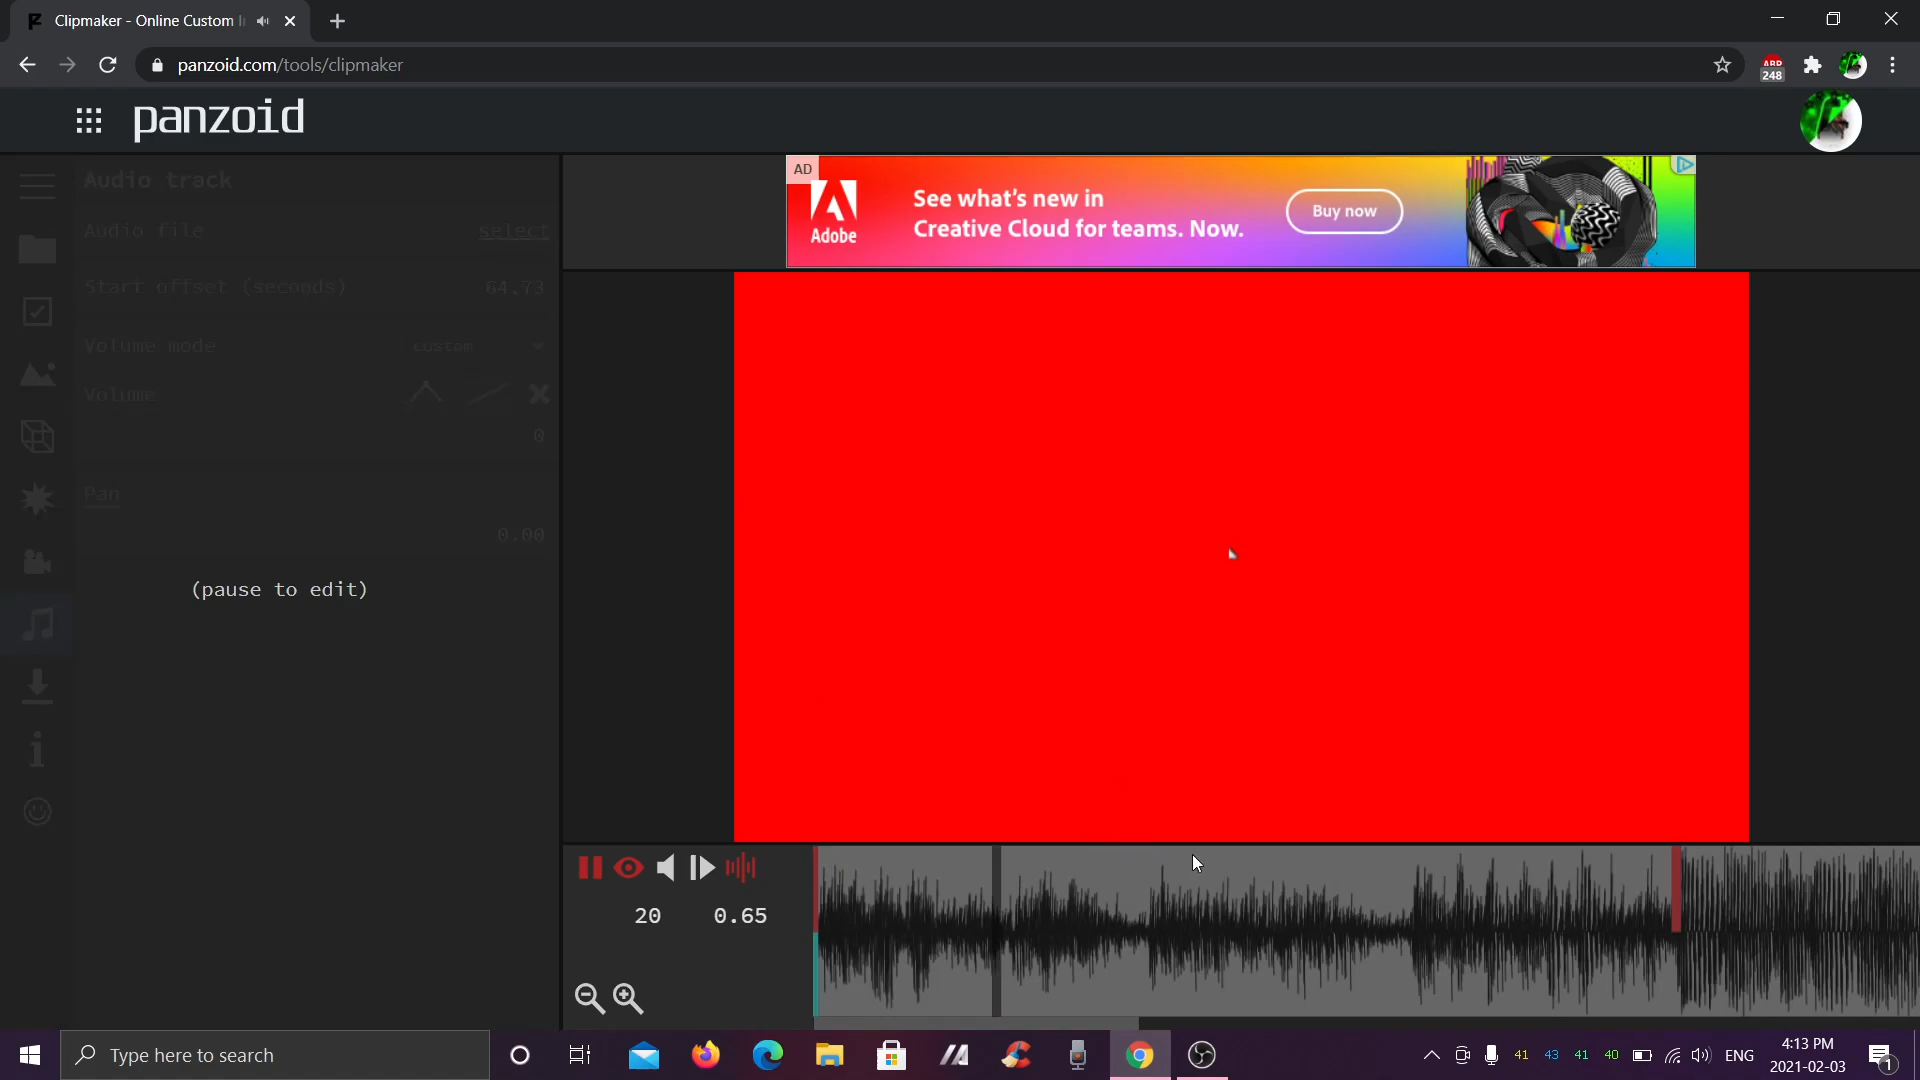 Clipmaker - Online Custom I
panzoid.com/tools/clipmaker
ABP
248
panzoid
Audio track
Audio file
select
Start offset (seconds)
64.73
Volume mode
custom
Volume
0
Pan
0.00
(pause to edit)
AD
Adobe
See what's new in
Creative Cloud for teams. Now.
Buy now
20
0.65
Type here to search
41
43
41
40
ENG
4:13 PM
2021-02-03
1